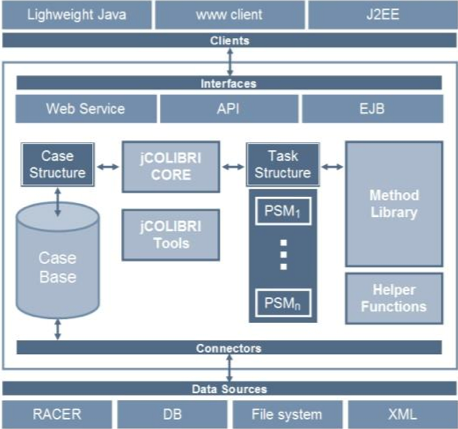 Lighweight Java
www client
J2EE
Clients
Interfaces
Web Service
API
EJB
Case
Structure
jCOLIBRI
CORE
Task
Structure
Method
Library
jCOLIBRI
Tools
PSM1
Case
Base
PSMn
Helper
Functions
Connectors
Data Sources
RACER
DB
File system
XML